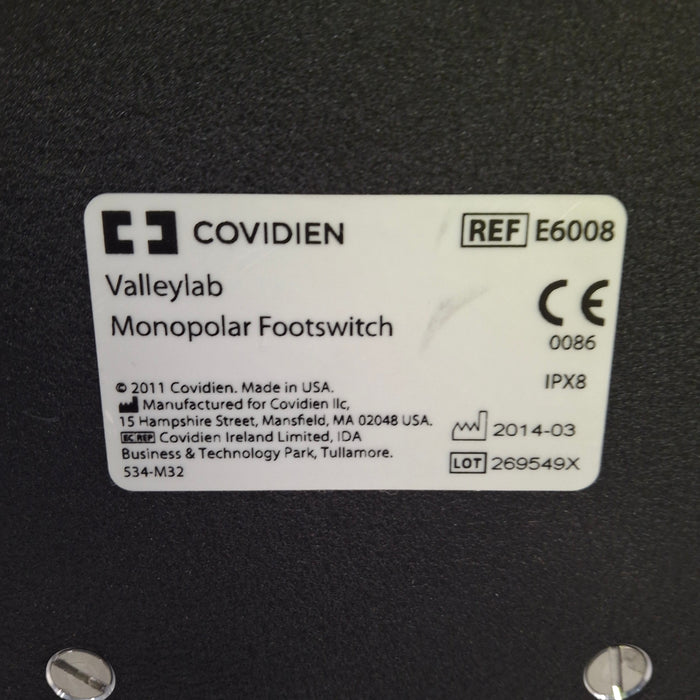 COVIDIEN
REF E6008
Valleylab
Monopolar Footswitch
CE
0086
IPX8
© 2011 Covidien. Made in USA.
Manufactured for Covidien llc,
15 Hampshire Street, Mansfield, MA 02048 USA.
EC REP Covidien Ireland Limited, IDA
Business & Technology Park, Tullamore.
534-M32
2014-03
LOT 269549X